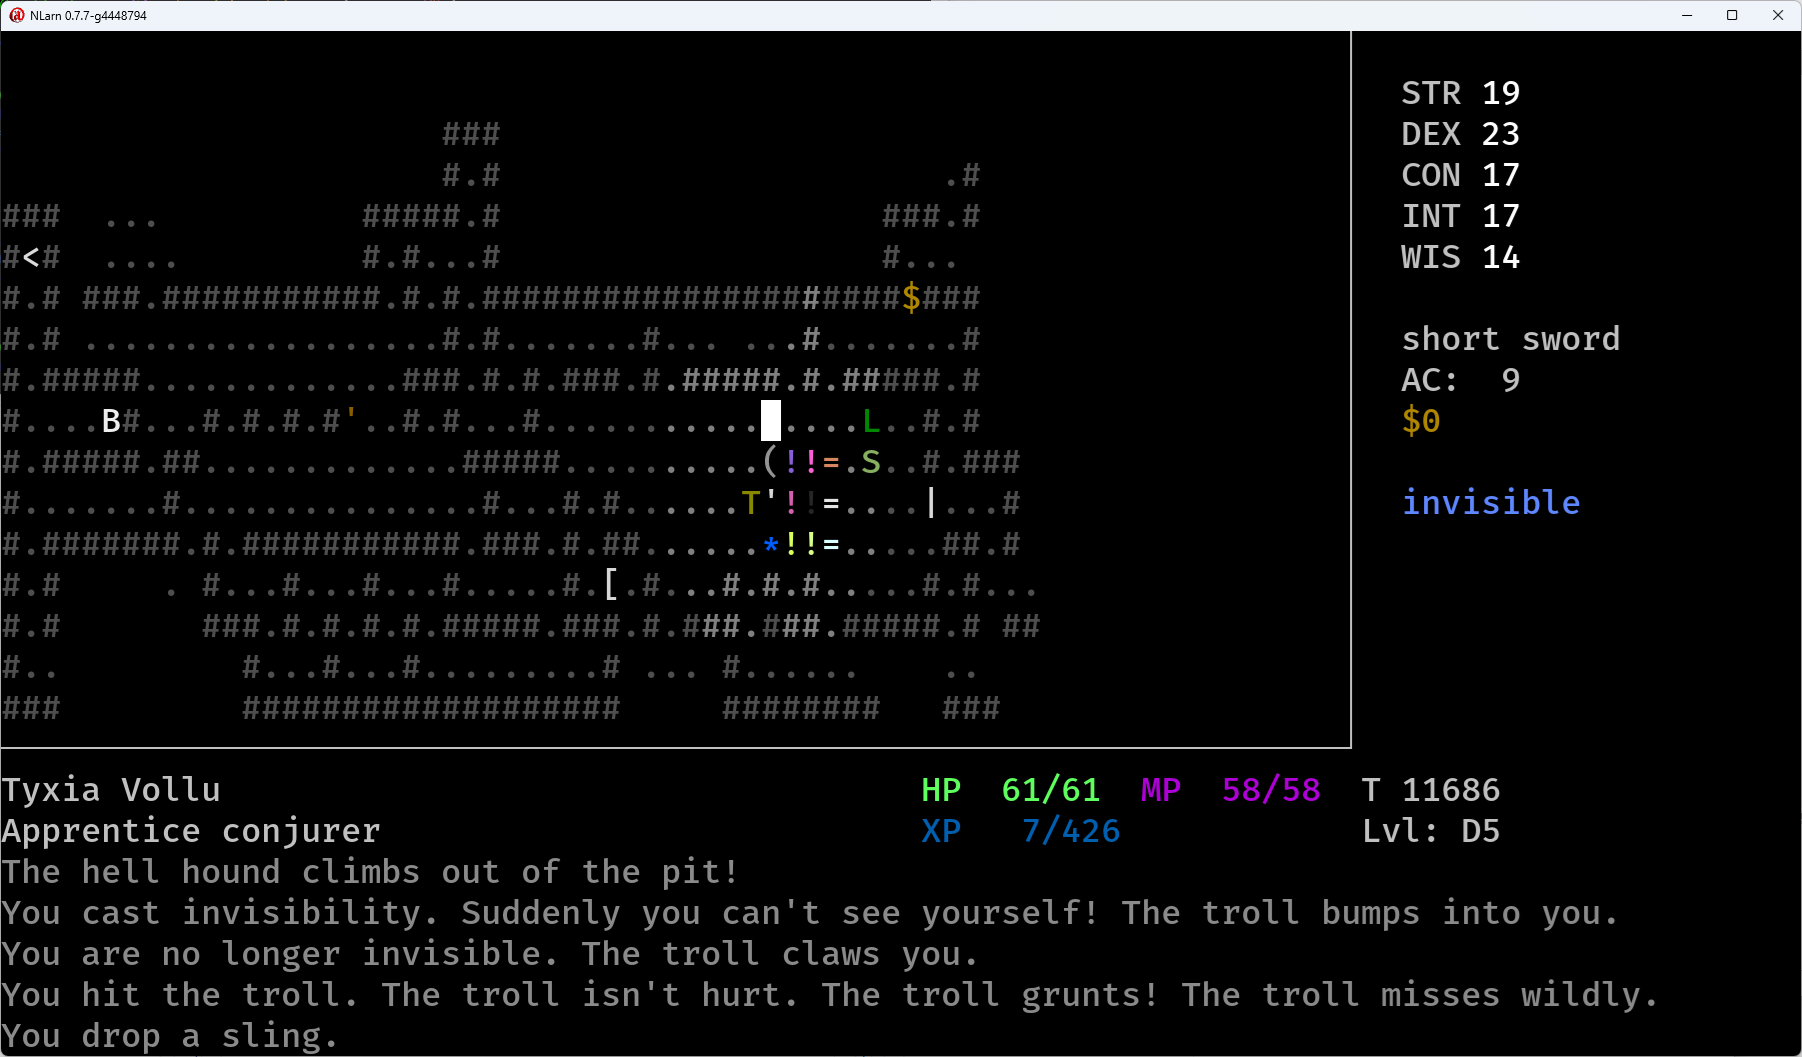 NLarn 0.7.7-g4448794
                      ###
                      #.#                      .#
###  ...          #####.#                   ###.#
#<#  ....         #.#...#                   #...
#.# ###.###########.#.#.#####################$###
#.# .................#.#.......#... ...#.......#
#.#####.............###.#.#.###.#.#####.#.#####.#
#....B#...#.#.#.#'..#.#...#........... ....L..#.#
#.#####.##.............#####..........(!!=.S..#.###
#.......#...............#...#.#......T'!!=....|...#
#.#######.#.###########.###.#.##......*!!=.....##.#
#.#     . #...#...#...#.....#.[.#...#.#.#.....#.#...
#.#       ###.#.#.#.#.#####.###.#.###.###.#####.# ##
#..         #...#...#.........# ... #......    ..
###         ###################     ########   ###
STR 19
DEX 23
CON 17
INT 17
WIS 14
short sword
AC:  9
$0
invisible
Tyxia Vollu HP 61/61 MP 58/58 T 11686
Apprentice conjurer XP 7/426 Lvl: D5
The hell hound climbs out of the pit!
You cast invisibility. Suddenly you can't see yourself! The troll bumps into you.
You are no longer invisible. The troll claws you.
You hit the troll. The troll isn't hurt. The troll grunts! The troll misses wildly.
You drop a sling.